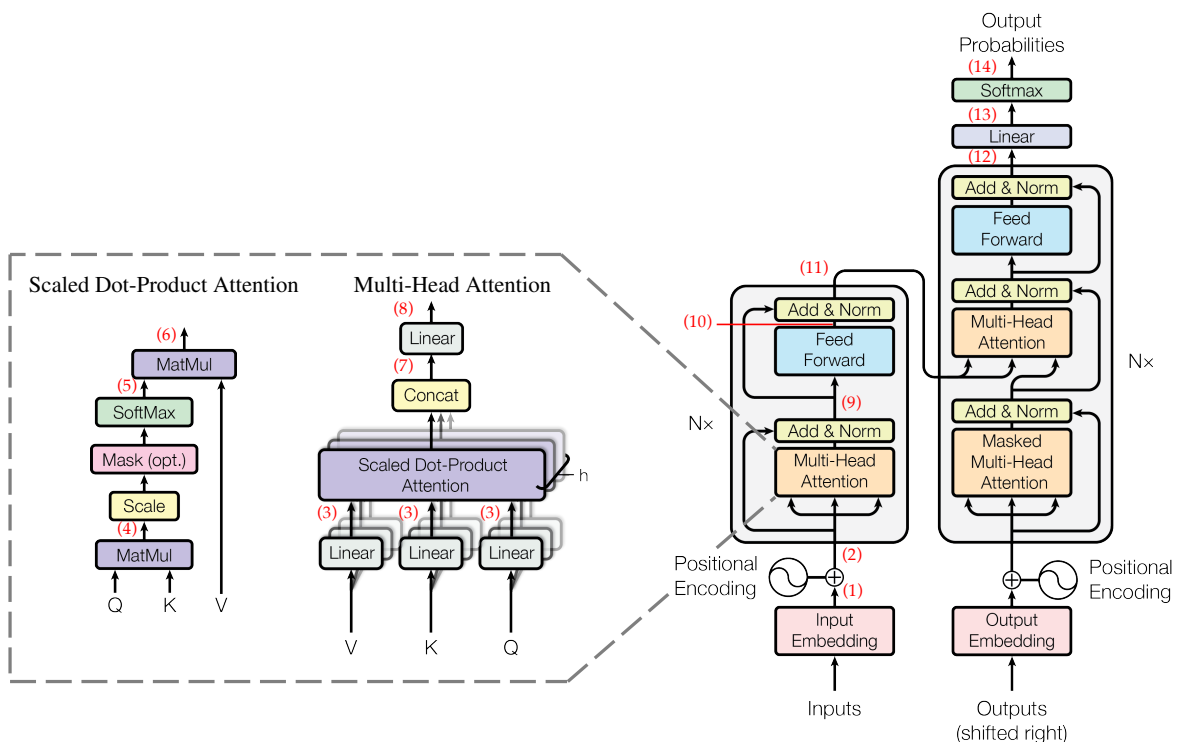 Scaled Dot-Product Attention
(6)
MatMul
(5)
SoftMax
Mask (opt.)
Scale
(4)
MatMul
Q K V
Multi-Head Attention
(8)
Linear
(7)
Concat
Scaled Dot-Product
Attention
h
(3) (3) (3)
Linear Linear Linear
V K Q
(11)
Add & Norm
(10)
Feed
Forward
(9)
N×
Add & Norm
Multi-Head
Attention
(2)
Positional
Encoding
(1)
Input
Embedding
Inputs
Output
Probabilities
(14)
Softmax
(13)
Linear
(12)
Add & Norm
Feed
Forward
Add & Norm
Multi-Head
Attention
N×
Add & Norm
Masked
Multi-Head
Attention
Positional
Encoding
Output
Embedding
Outputs
(shifted right)